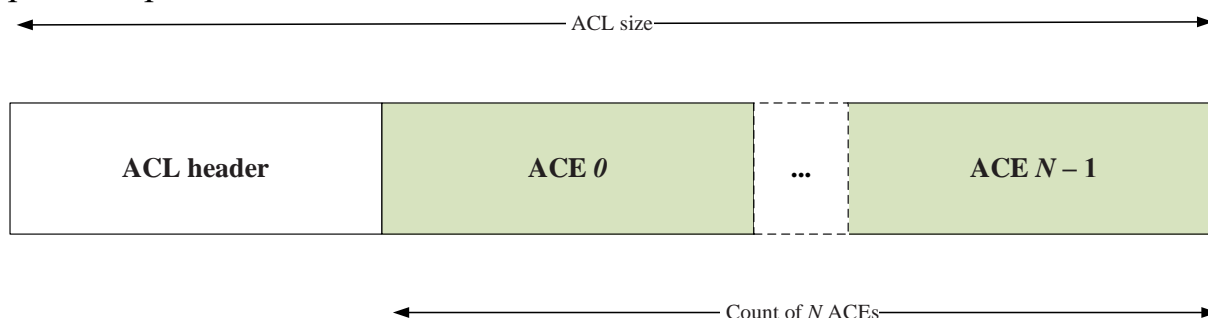 ACL size
ACL header ACE 0 ... ACE N – 1
Count of N ACEs